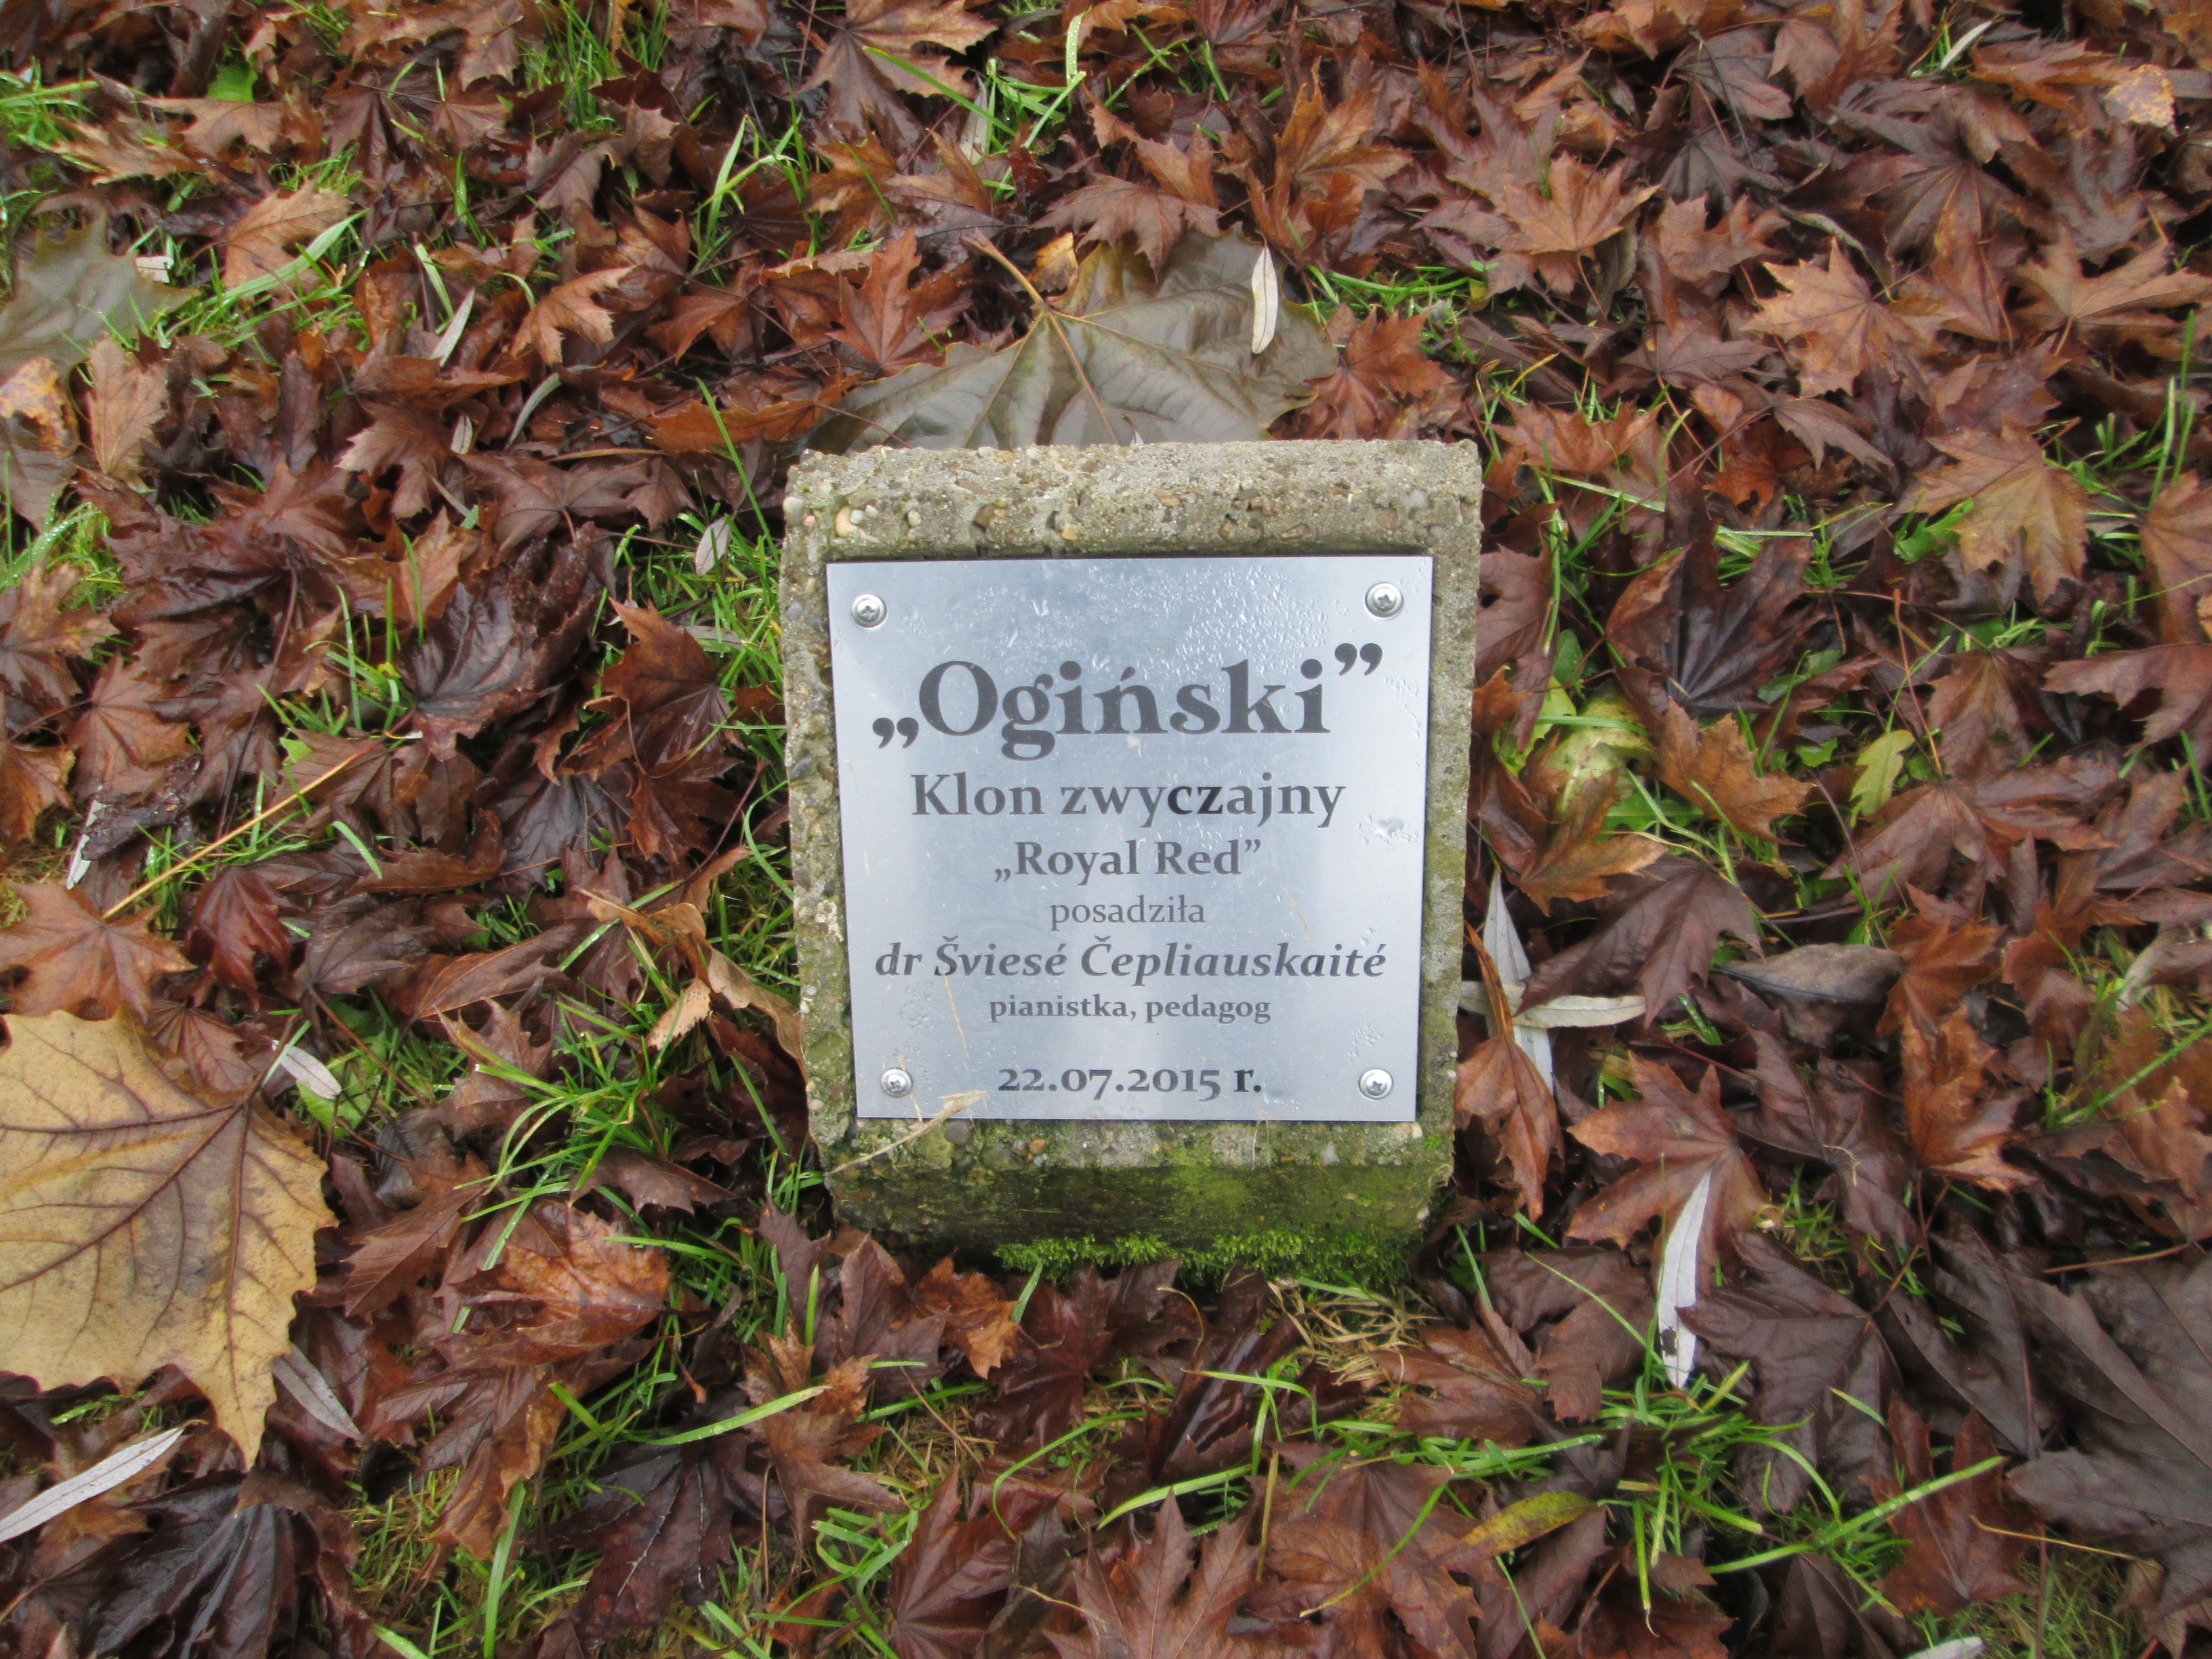 „Ogiński”
Klon zwyczajny
„Royal Red”
posadziła
dr Šviesé Čepliauskaité
pianistka, pedagog
22.07.2015 r.